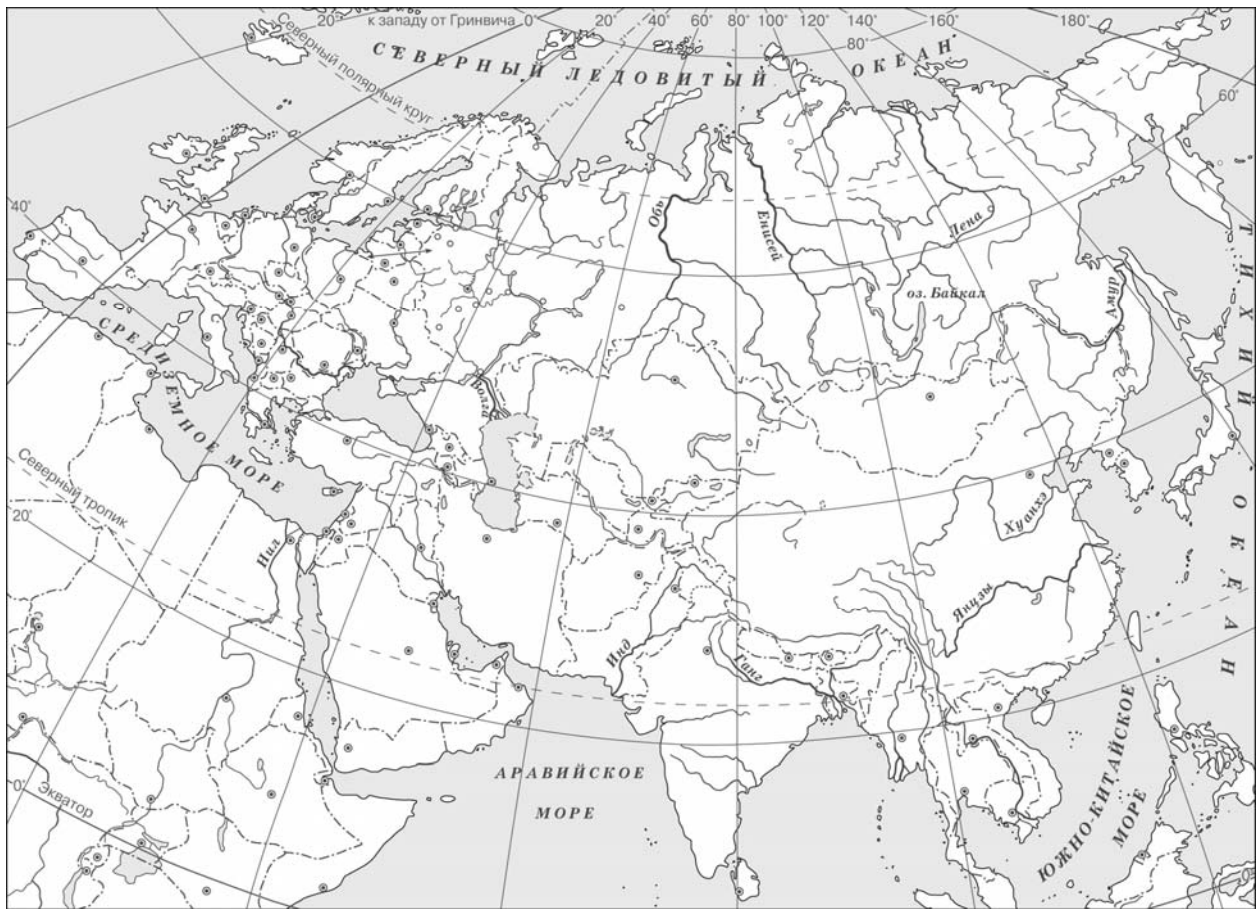 20° к западу от Гринвича 0° 20° 40° 60° 80° 100° 120° 140° 160° 180°
80°
60°
СЕВЕРНЫЙ ЛЕДОВИТЫЙ ОКЕАН
Северный полярный круг
40°
Обь
Енисей
Лена
оз. Байкал
Амур
ТИХИЙ ОКЕАН
Волга
СРЕДИЗЕМНОЕ МОРЕ
Северный тропик
20°
Нил
Хуанхэ
Янцзы
Инд
Ганг
АРАВИЙСКОЕ
МОРЕ
ЮЖНО-КИТАЙСКОЕ
МОРЕ
0°
Экватор
0°